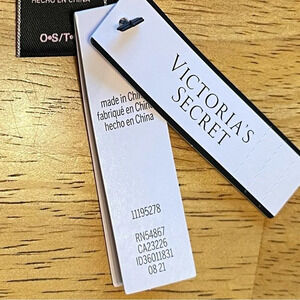 HECHO EN CHINA
O•S/T•
VICTORIA'S
SECRET
made in Chin
fabriqué en Chine
hecho en China
11195278
RN54867
CA23226
ID36011831
08 21